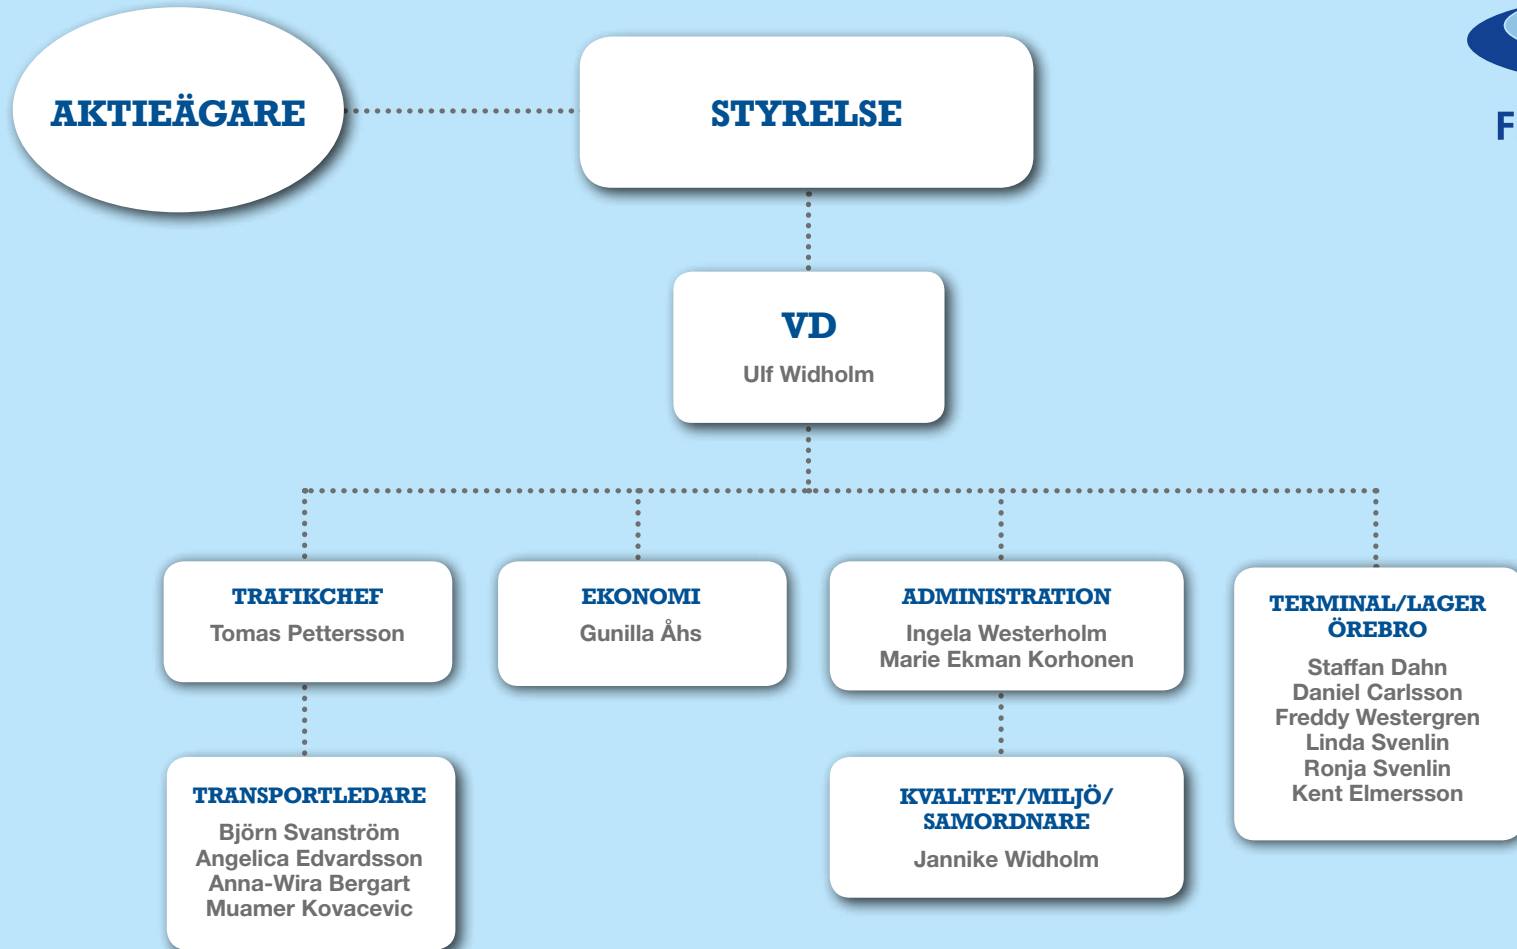 AKTIEÄGARE
STYRELSE
F
VD
Ulf Widholm
TRAFIKCHEF
Tomas Pettersson
EKONOMI
Gunilla Åhs
ADMINISTRATION
Ingela Westerholm
Marie Ekman Korhonen
TERMINAL/LAGER
ÖREBRO
Staffan Dahn
Daniel Carlsson
Freddy Westergren
Linda Svenlin
Ronja Svenlin
Kent Elmersson
TRANSPORTLEDARE
Björn Svanström
Angelica Edvardsson
Anna-Wira Bergart
Muamer Kovacevic
KVALITET/MILJÖ/
SAMORDNARE
Jannike Widholm